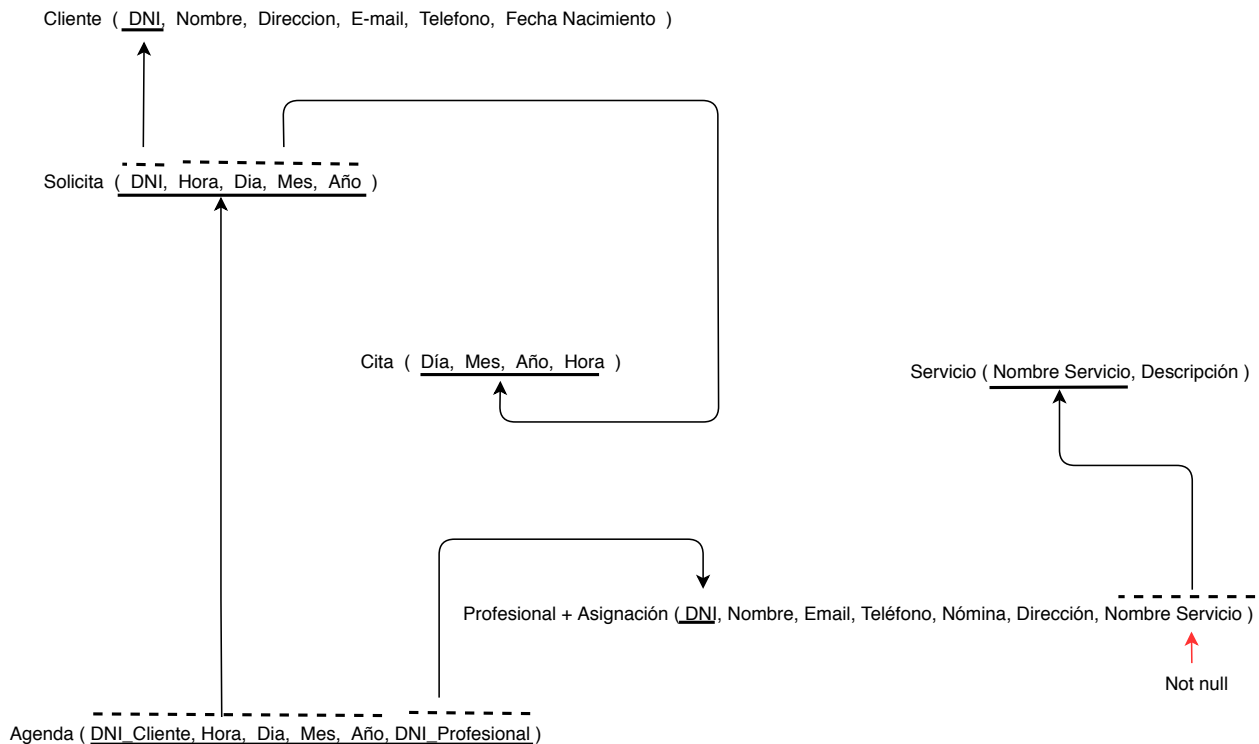 Cliente ( DNI, Nombre, Direccion, E-mail, Telefono, Fecha Nacimiento )
Solicita ( DNI, Hora, Dia, Mes, Año )
Cita ( Día, Mes, Año, Hora )
Servicio ( Nombre Servicio, Descripción )
Profesional + Asignación ( DNI, Nombre, Email, Teléfono, Nómina, Dirección, Nombre Servicio )
Not null
Agenda ( DNI_Cliente, Hora, Dia, Mes, Año, DNI_Profesional )